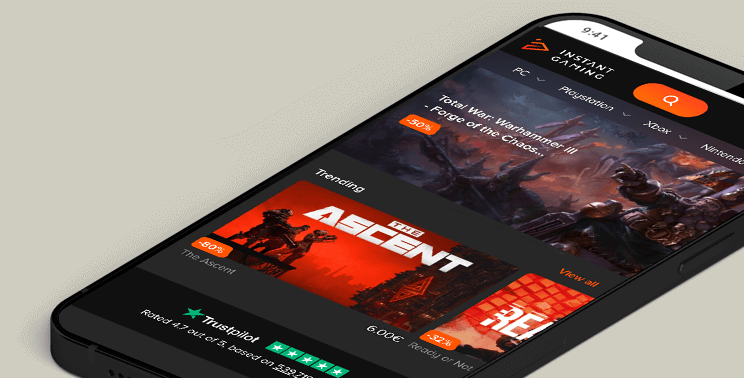 9:41
INSTANT
GAMING
PC
Playstation
Xbox
Nintendo
Total War: Warhammer III
- Forge of the Chaos...
-50%
Trending
View all
THE
ASCENT
-80%
The Ascent
6.00€
-32%
Ready or Not
Trustpilot
Rated 4.7 out of 5, based on